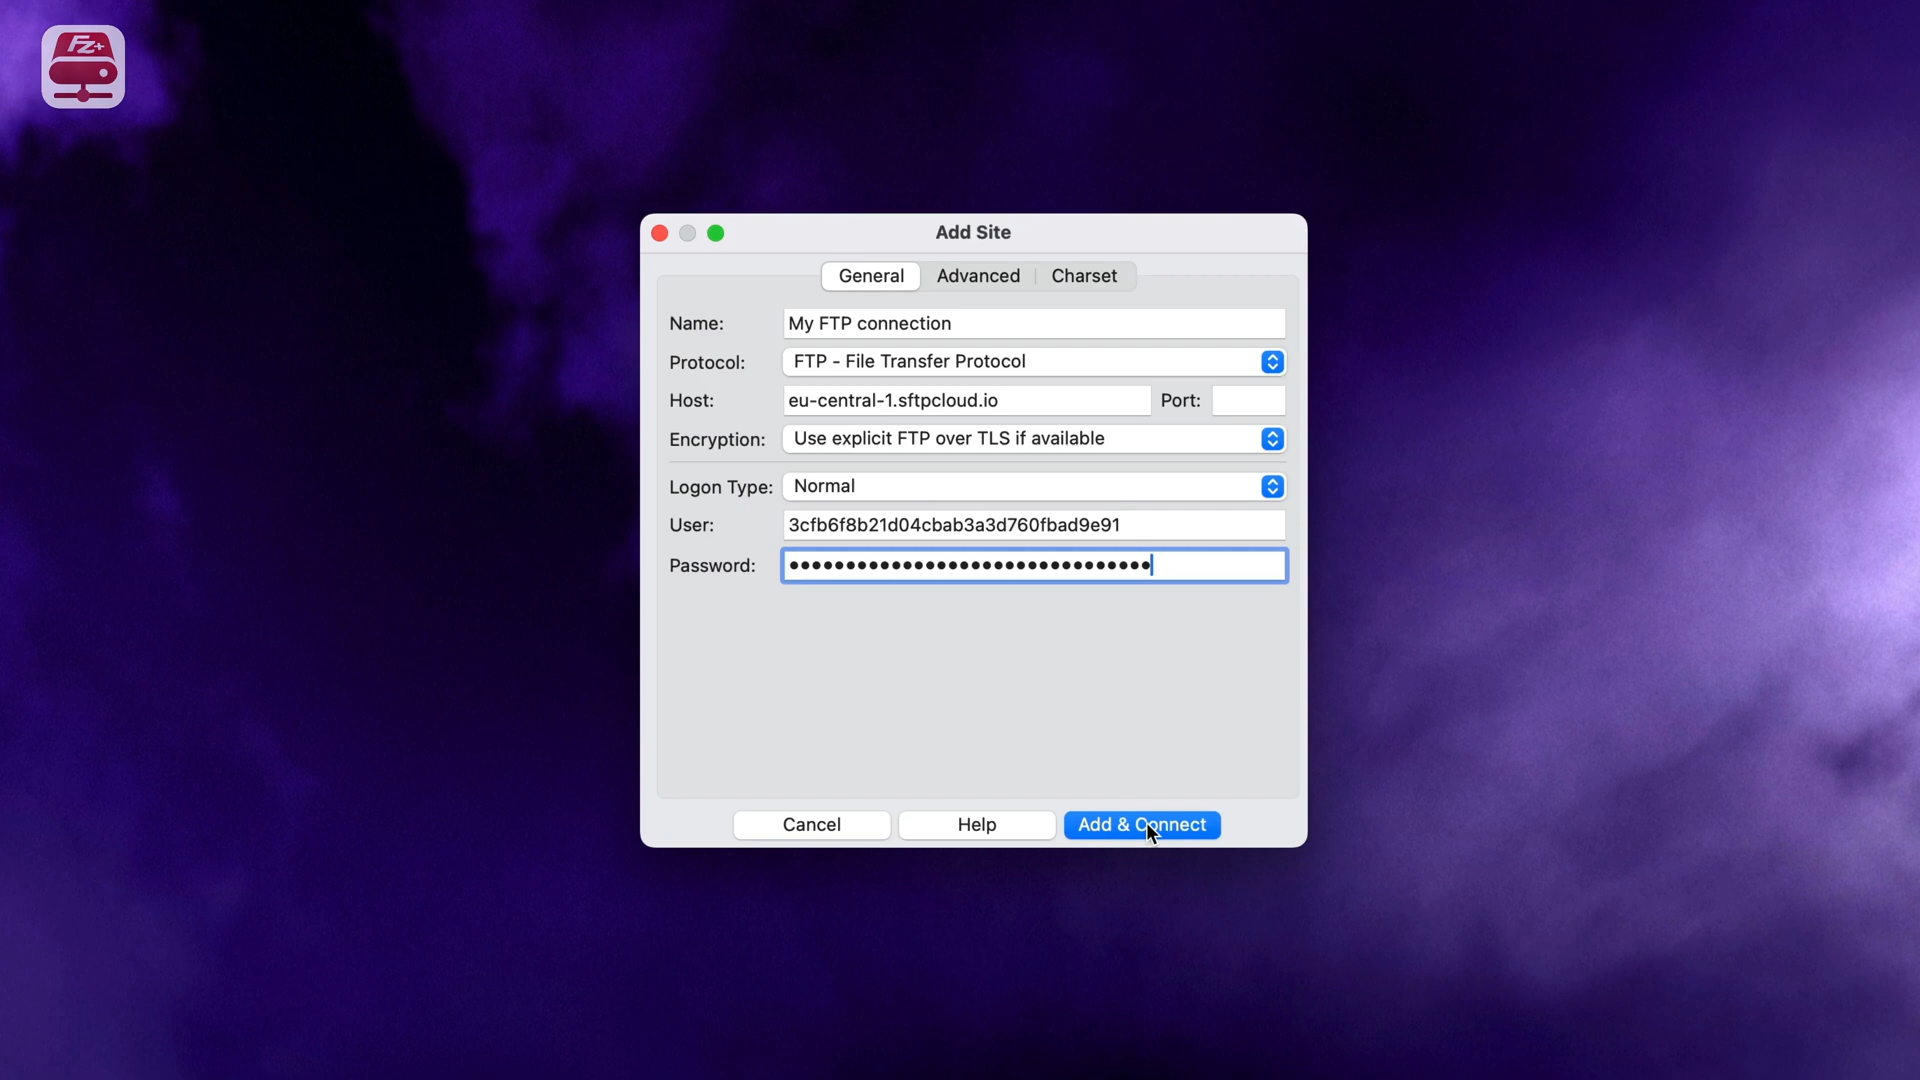 FZ+
Add Site
General Advanced Charset
Name: My FTP connection
Protocol: FTP - File Transfer Protocol
Host: eu-central-1.sftpcloud.io Port:
Encryption: Use explicit FTP over TLS if available
Logon Type: Normal
User: 3cfb6f8b21d04cbab3a3d760fbad9e91
Password: ••••••••••••••••••••••••••••••••
Cancel Help Add & Connect